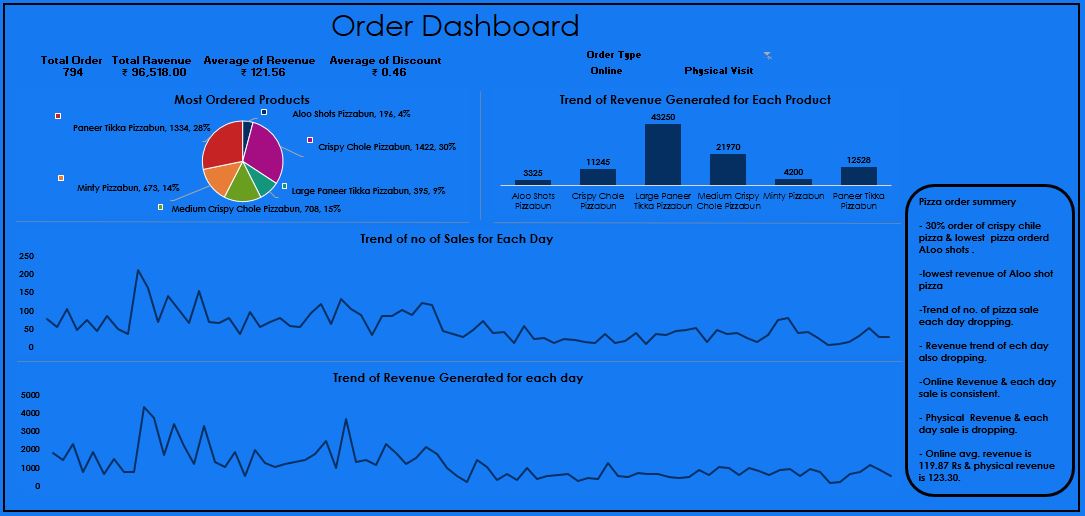 Order Dashboard
Total Order Total Ravenue Average of Revenue Average of Discount
794 ₹ 96,518.00 ₹ 121.56 ₹ 0.46
Order Type
Online Physical Visit
Most Ordered Products
Aloo Shots Pizzabun, 196, 4%
Paneer Tikka Pizzabun, 1334, 28%
Crispy Chole Pizzabun, 1422, 30%
Minty Pizzabun, 673, 14%
Large Paneer Tikka Pizzabun, 395, 9%
Medium Crispy Chole Pizzabun, 708, 15%
Trend of Revenue Generated for Each Product
43250
21970
11245
12528
3325
4200
Aloo Shots Pizzabun
Crispy Chole Pizzabun
Large Paneer Tikka Pizzabun
Medium Crispy Chole Pizzabun
Minty Pizzabun
Paneer Tikka Pizzabun
Trend of no of Sales for Each Day
250
200
150
100
50
0
Trend of Revenue Generated for each day
5000
4000
3000
2000
1000
0
Pizza order summery
- 30% order of crispy chile
pizza & lowest pizza orderd
ALoo shots .
-lowest revenue of Aloo shot
pizza
-Trend of no. of pizza sale
each day dropping.
- Revenue trend of ech day
also dropping.
-Online Revenue & each day
sale is consistent.
- Physical Revenue & each
day sale is dropping.
- Online avg. revenue is
119.87 Rs & physical revenue
is 123.30.